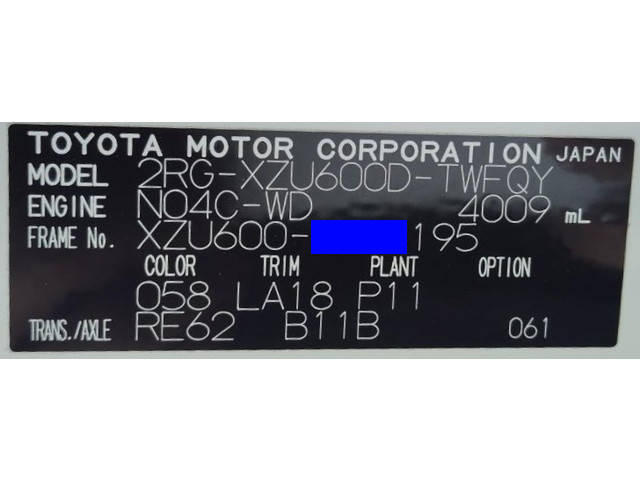 TOYOTA MOTOR CORPORATION JAPAN
MODEL 2RG-XZU600D-TWFQY
ENGINE N04C-WD 4009 mL
FRAME No. XZU600- 195
COLOR TRIM PLANT OPTION
058 LA18 P11
TRANS./AXLE RE62 B11B 061